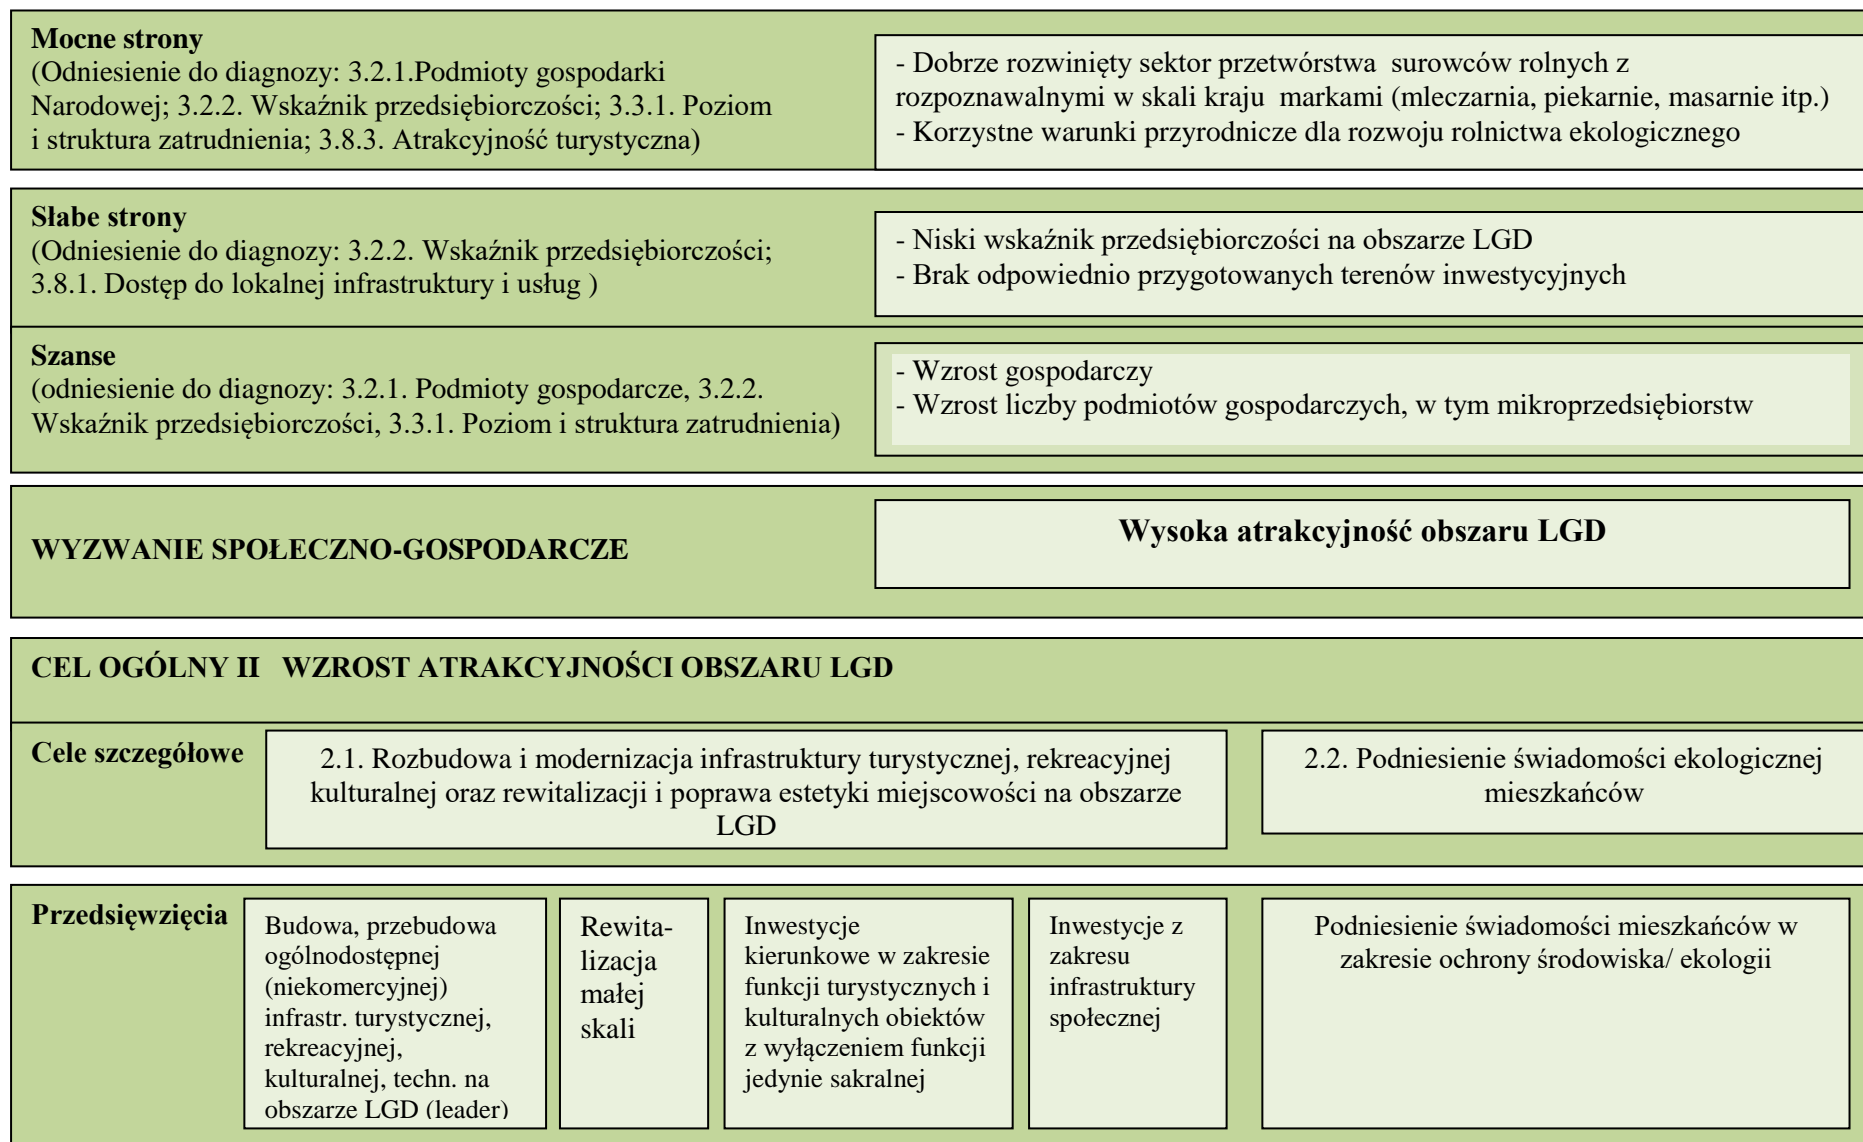 Mocne strony
(Odniesienie do diagnozy: 3.2.1.Podmioty gospodarki
Narodowej; 3.2.2. Wskaźnik przedsiębiorczości; 3.3.1. Poziom
i struktura zatrudnienia; 3.8.3. Atrakcyjność turystyczna)
- Dobrze rozwinięty sektor przetwórstwa surowców rolnych z
rozpoznawalnymi w skali kraju markami (mleczarnia, piekarnie, masarnie itp.)
- Korzystne warunki przyrodnicze dla rozwoju rolnictwa ekologicznego
Słabe strony
(Odniesienie do diagnozy: 3.2.2. Wskaźnik przedsiębiorczości;
3.8.1. Dostęp do lokalnej infrastruktury i usług )
- Niski wskaźnik przedsiębiorczości na obszarze LGD
- Brak odpowiednio przygotowanych terenów inwestycyjnych
Szanse
(odniesienie do diagnozy: 3.2.1. Podmioty gospodarcze, 3.2.2.
Wskaźnik przedsiębiorczości, 3.3.1. Poziom i struktura zatrudnienia)
- Wzrost gospodarczy
- Wzrost liczby podmiotów gospodarczych, w tym mikroprzedsiębiorstw
WYZWANIE SPOŁECZNO-GOSPODARCZE
Wysoka atrakcyjność obszaru LGD
CEL OGÓLNY II WZROST ATRAKCYJNOŚCI OBSZARU LGD
Cele szczegółowe
2.1. Rozbudowa i modernizacja infrastruktury turystycznej, rekreacyjnej
kulturalnej oraz rewitalizacji i poprawa estetyki miejscowości na obszarze
LGD
2.2. Podniesienie świadomości ekologicznej
mieszkańców
Przedsięwzięcia
Budowa, przebudowa
ogólnodostępnej
(niekomercyjnej)
infrastr. turystycznej,
rekreacyjnej,
kulturalnej, techn. na
obszarze LGD (leader)
Rewita-
lizacja
małej
skali
Inwestycje
kierunkowe w zakresie
funkcji turystycznych i
kulturalnych obiektów
z wyłączeniem funkcji
jedynie sakralnej
Inwestycje z
zakresu
infrastruktury
społecznej
Podniesienie świadomości mieszkańców w
zakresie ochrony środowiska/ ekologii